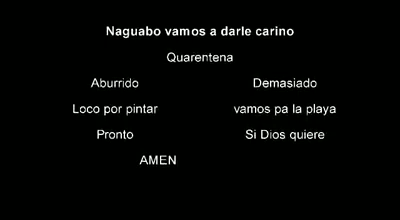 Naguabo vamos a darle carino
Quarentena
Aburrido Demasiado
Loco por pintar vamos pa la playa
Pronto Si Dios quiere
AMEN